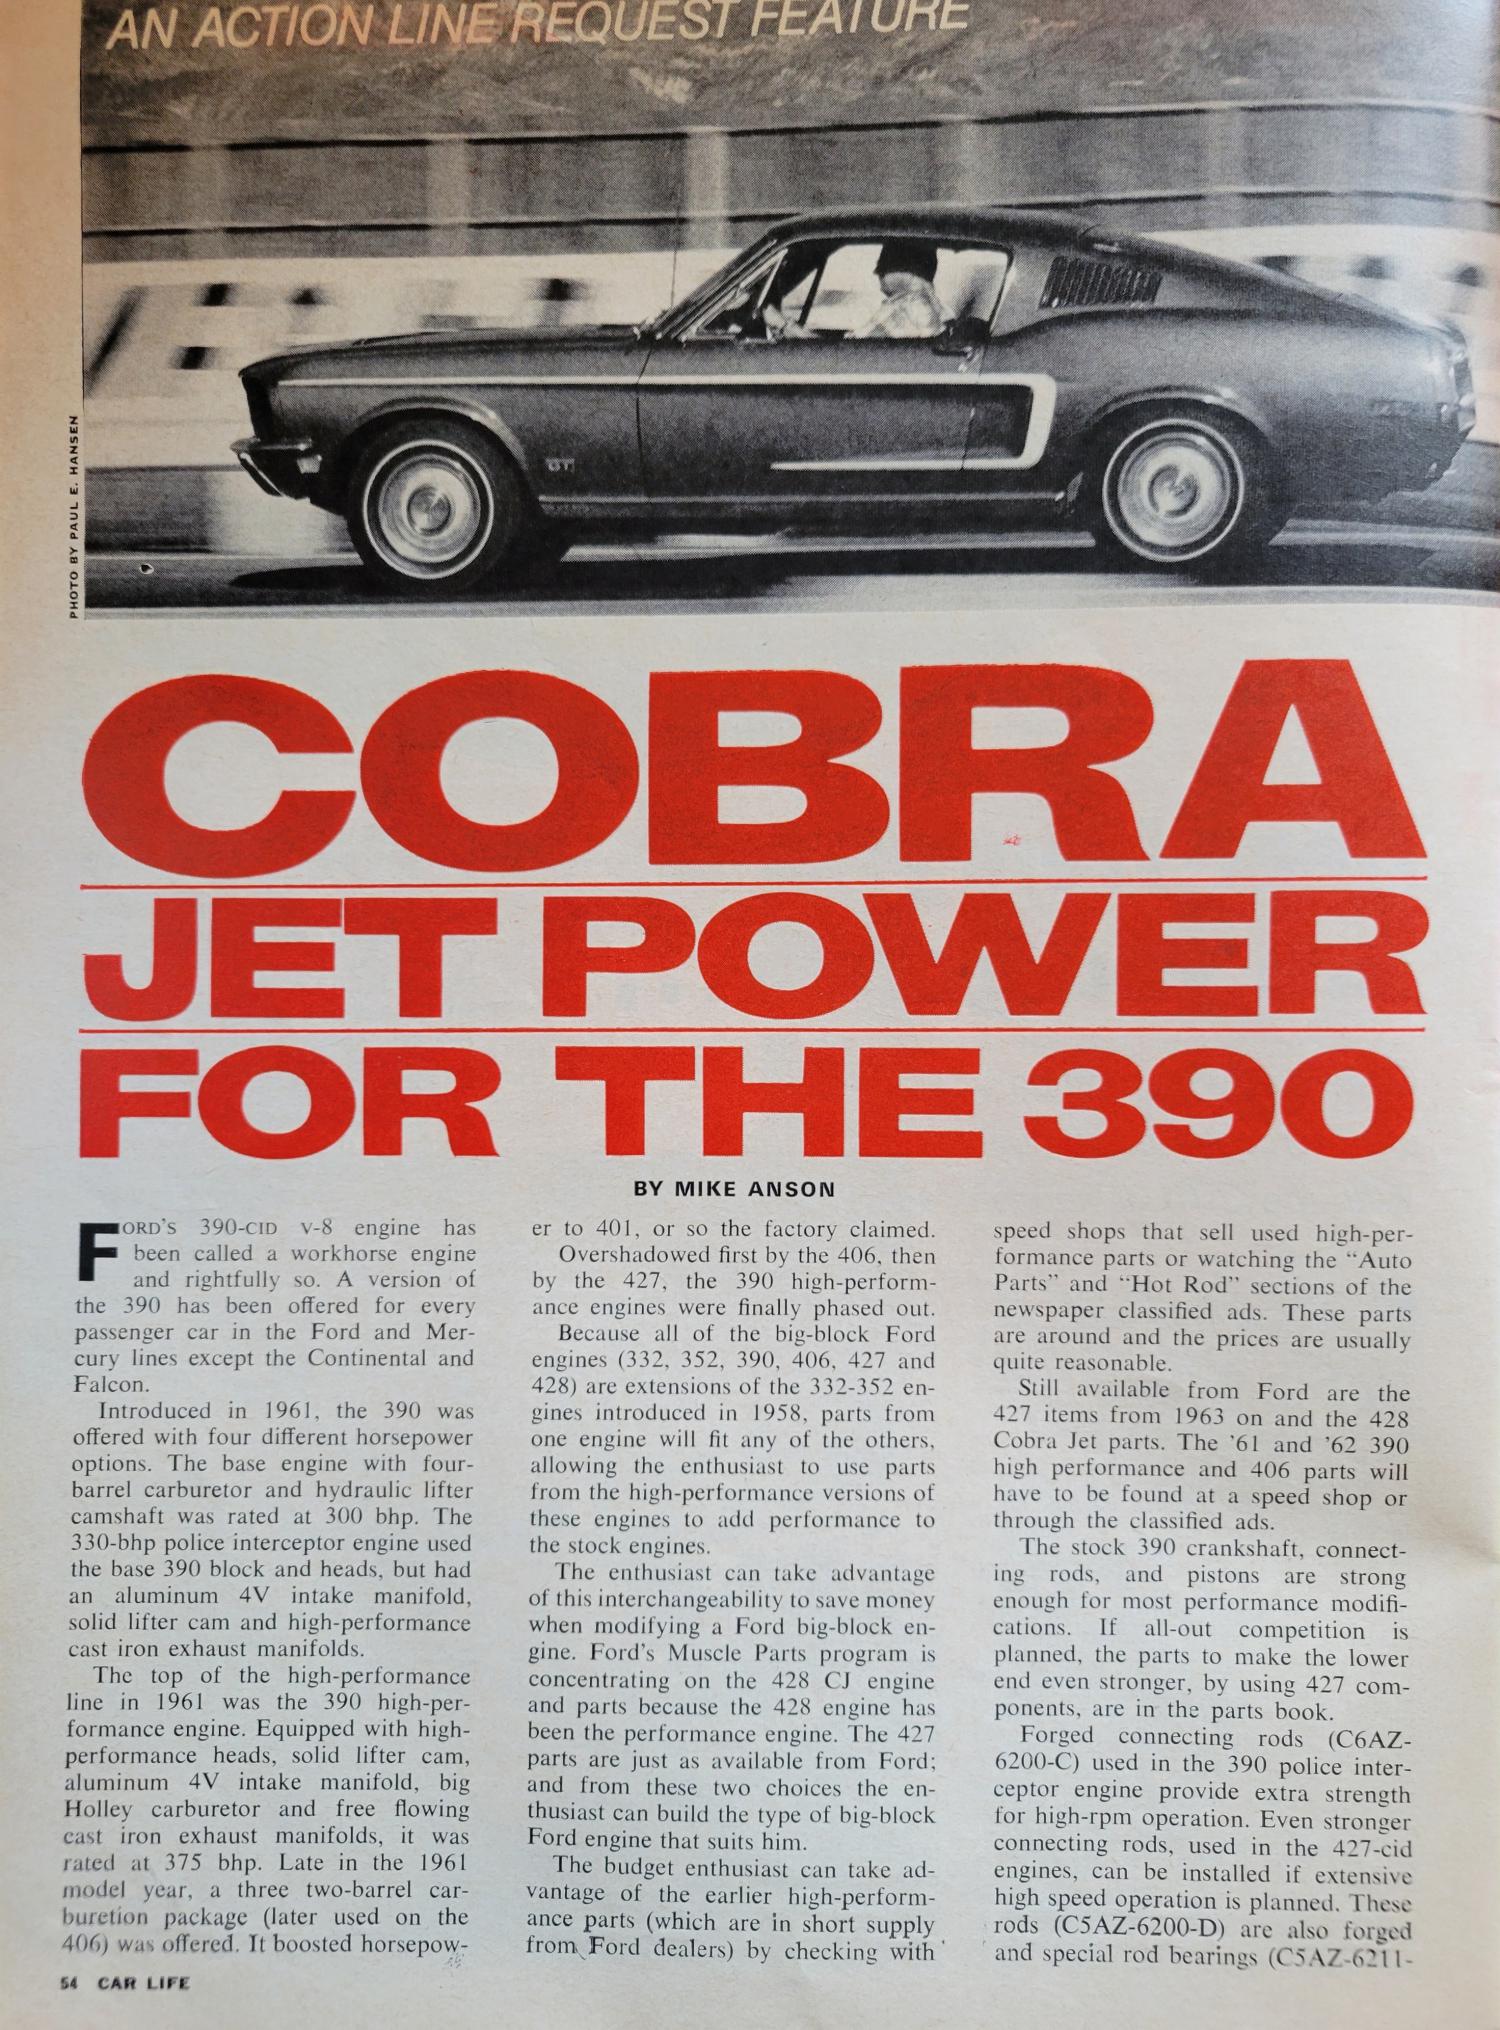 AN ACTION LINE REQUEST FEATURE
PHOTO BY PAUL E. HANSEN
GT
COBRA
JET POWER
FOR THE 390
BY MIKE ANSON
FORD'S 390-CID V-8 engine has
been called a workhorse engine
and rightfully so. A version of
the 390 has been offered for every
passenger car in the Ford and Mer-
cury lines except the Continental and
Falcon.
Introduced in 1961, the 390 was
offered with four different horsepower
options. The base engine with four-
barrel carburetor and hydraulic lifter
camshaft was rated at 300 bhp. The
330-bhp police interceptor engine used
the base 390 block and heads, but had
an aluminum 4V intake manifold,
solid lifter cam and high-performance
cast iron exhaust manifolds.
The top of the high-performance
line in 1961 was the 390 high-per-
formance engine. Equipped with high-
performance heads, solid lifter cam,
aluminum 4V intake manifold, big
Holley carburetor and free flowing
cast iron exhaust manifolds, it was
rated at 375 bhp. Late in the 1961
model year, a three two-barrel car-
buretion package (later used on the
406) was offered. It boosted horsepow-
er to 401, or so the factory claimed.
Overshadowed first by the 406, then
by the 427, the 390 high-perform-
ance engines were finally phased out.
Because all of the big-block Ford
engines (332, 352, 390, 406, 427 and
428) are extensions of the 332-352 en-
gines introduced in 1958, parts from
one engine will fit any of the others,
allowing the enthusiast to use parts
from the high-performance versions of
these engines to add performance to
the stock engines.
The enthusiast can take advantage
of this interchangeability to save money
when modifying a Ford big-block en-
gine. Ford's Muscle Parts program is
concentrating on the 428 CJ engine
and parts because the 428 engine has
been the performance engine. The 427
parts are just as available from Ford;
and from these two choices the en-
thusiast can build the type of big-block
Ford engine that suits him.
The budget enthusiast can take ad-
vantage of the earlier high-perform-
ance parts (which are in short supply
from Ford dealers) by checking with
speed shops that sell used high-per-
formance parts or watching the "Auto
Parts" and "Hot Rod" sections of the
newspaper classified ads. These parts
are around and the prices are usually
quite reasonable.
Still available from Ford are the
427 items from 1963 on and the 428
Cobra Jet parts. The '61 and '62 390
high performance and 406 parts will
have to be found at a speed shop or
through the classified ads.
The stock 390 crankshaft, connect-
ing rods, and pistons are strong
enough for most performance modifi-
cations. If all-out competition is
planned, the parts to make the lower
end even stronger, by using 427 com-
ponents, are in the parts book.
Forged connecting rods (C6AZ-
6200-C) used in the 390 police inter-
ceptor engine provide extra strength
for high-rpm operation. Even stronger
connecting rods, used in the 427-cid
engines, can be installed if extensive
high speed operation is planned. These
rods (C5AZ-6200-D) are also forged
and special rod bearings (C5AZ-6211-
54 CAR LIFE